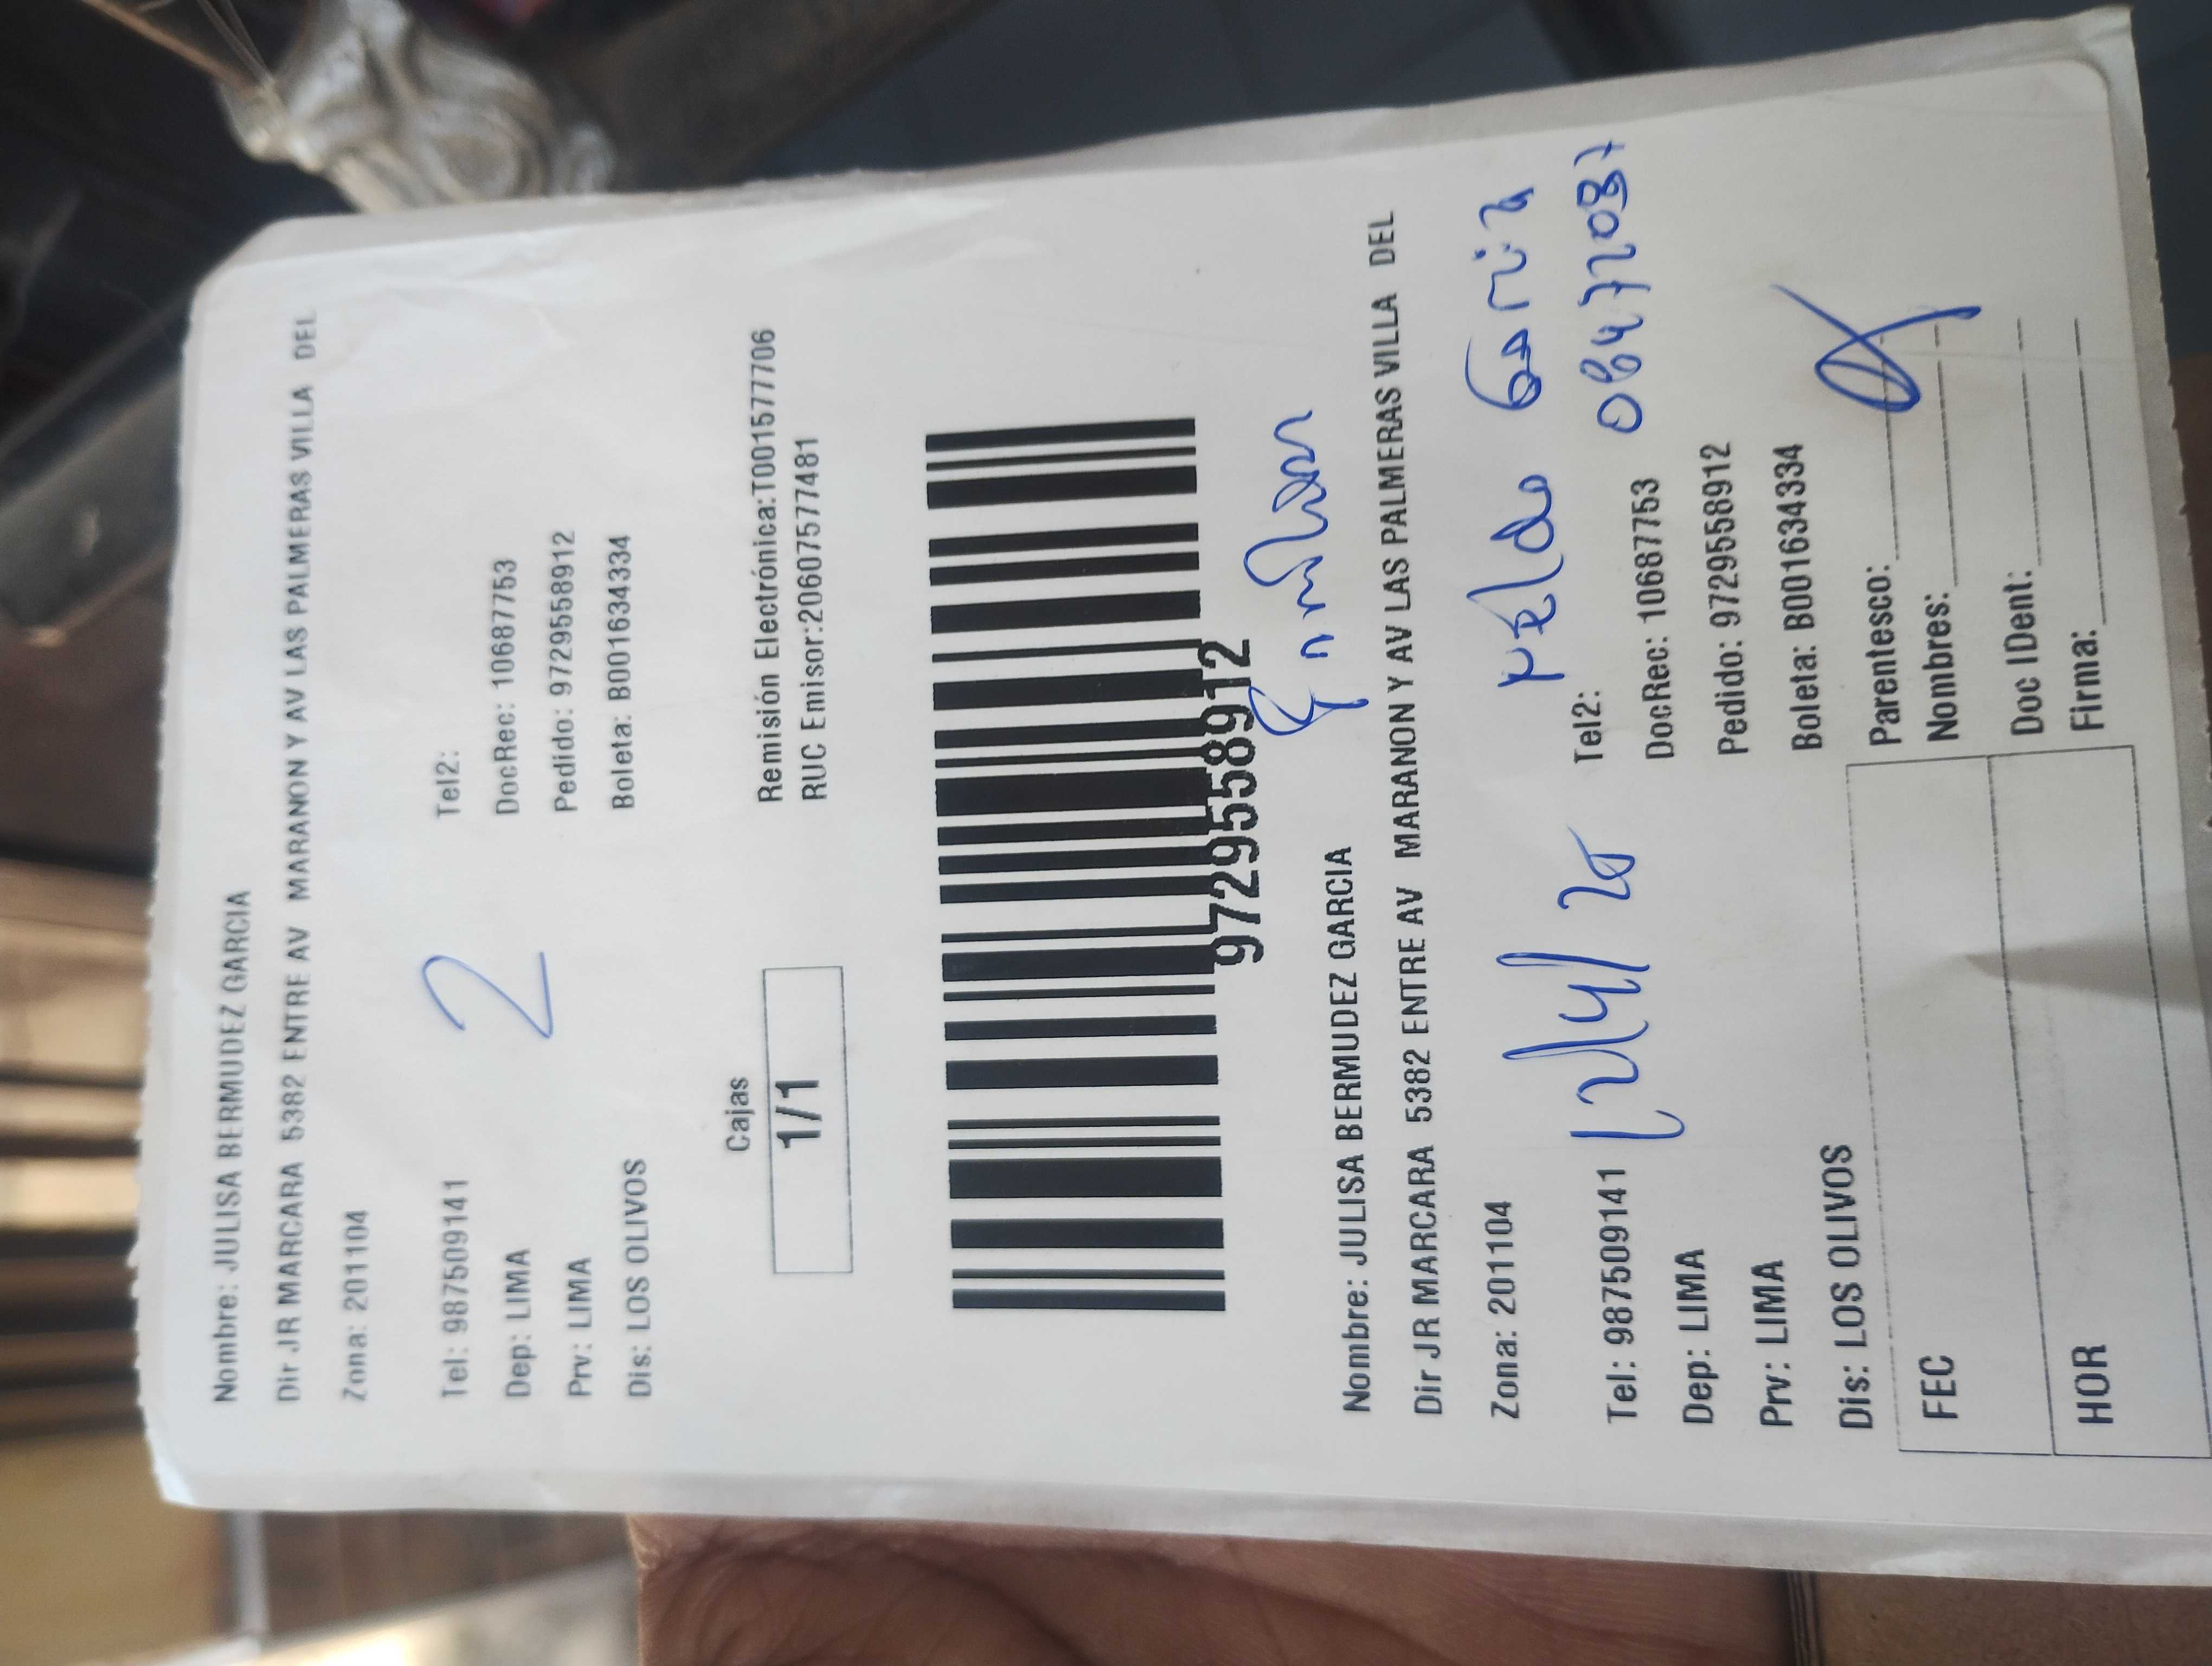 Nombre: JULISA BERMUDEZ GARCIA
Dir JR MARCARA 5382 ENTRE AV MARANON Y AV LAS PALMERAS VILLA DEL
Zona: 201104
2
Tel: 987509141 Tel2:
Dep: LIMA DocRec: 10687753
Prv: LIMA Pedido: 97295558912
Dis: LOS OLIVOS Boleta: B001634334
Cajas
1/1
Remisión Electrónica:T001577706
RUC Emisor:20607577481
97295558912
Nombre: JULISA BERMUDEZ GARCIA
Dir JR MARCARA 5382 ENTRE AV MARANON Y AV LAS PALMERAS VILLA DEL
Zona: 201104
Tel: 987509141 Tel2:
Dep: LIMA DocRec: 10687753
Prv: LIMA Pedido: 97295558912
Dis: LOS OLIVOS Boleta: B001634334
FEC
HOR
Parentesco:
Nombres:
Doc IDent:
Firma: